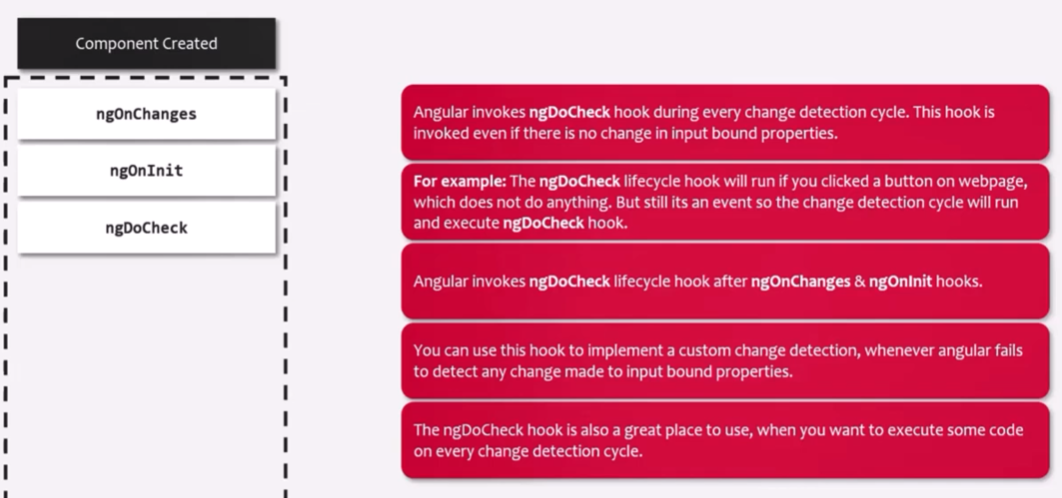 Component Created
ngOnChanges
ngOnInit
ngDoCheck
Angular invokes ngDoCheck hook during every change detection cycle. This hook is
invoked even if there is no change in input bound properties.
For example: The ngDoCheck lifecycle hook will run if you clicked a button on webpage,
which does not do anything. But still its an event so the change detection cycle will run
and execute ngDoCheck hook.
Angular invokes ngDoCheck lifecycle hook after ngOnChanges & ngOnInit hooks.
You can use this hook to implement a custom change detection, whenever angular fails
to detect any change made to input bound properties.
The ngDoCheck hook is also a great place to use, when you want to execute some code
on every change detection cycle.